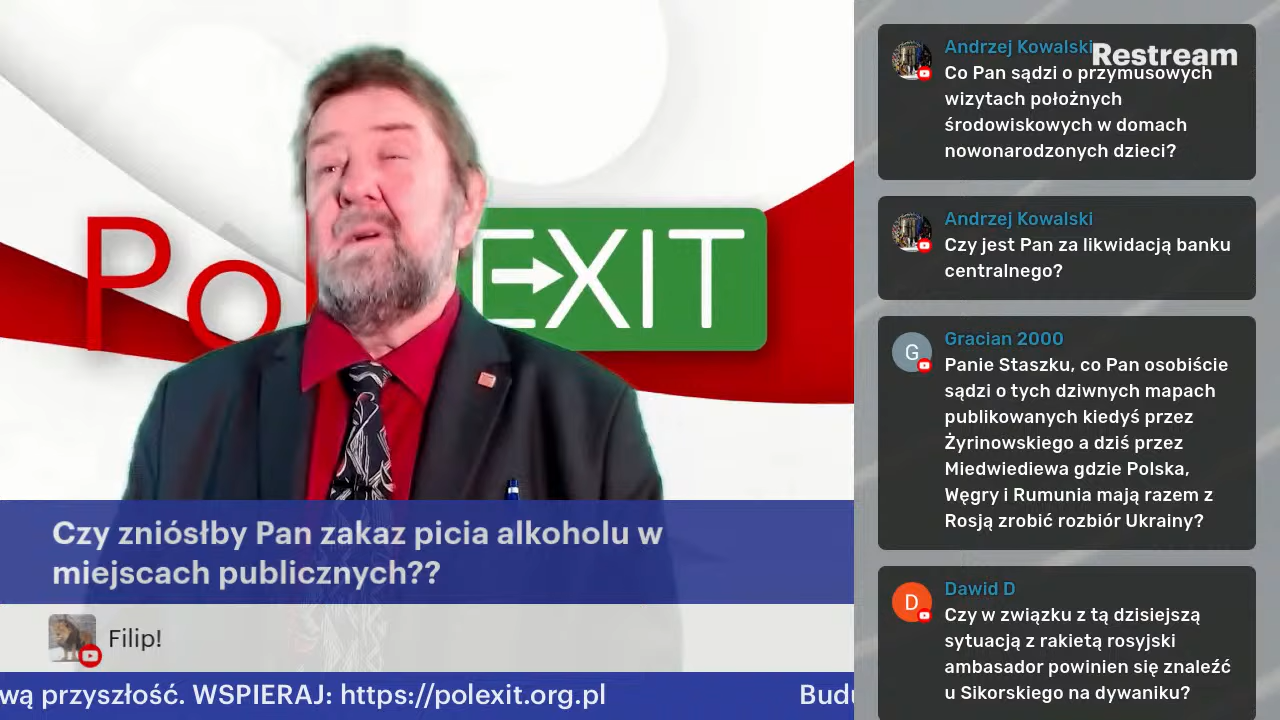 Pol EXIT
Czy zniósłby Pan zakaz picia alkoholu w
miejscach publicznych??
Filip!
wą przyszłość. WSPIERAJ: https://polexit.org.pl
Restream
Andrzej Kowalski
Co Pan sądzi o przymusowych
wizytach położnych
środowiskowych w domach
nowonarodzonych dzieci?
Andrzej Kowalski
Czy jest Pan za likwidacją banku
centralnego?
G
Gracian 2000
Panie Staszku, co Pan osobiście
sądzi o tych dziwnych mapach
publikowanych kiedyś przez
Żyrinowskiego a dziś przez
Miedwiediewa gdzie Polska,
Węgry i Rumunia mają razem z
Rosją zrobić rozbiór Ukrainy?
D
Dawid D
Czy w związku z tą dzisiejszą
sytuacją z rakietą rosyjski
ambasador powinien się znaleźć
u Sikorskiego na dywaniku?